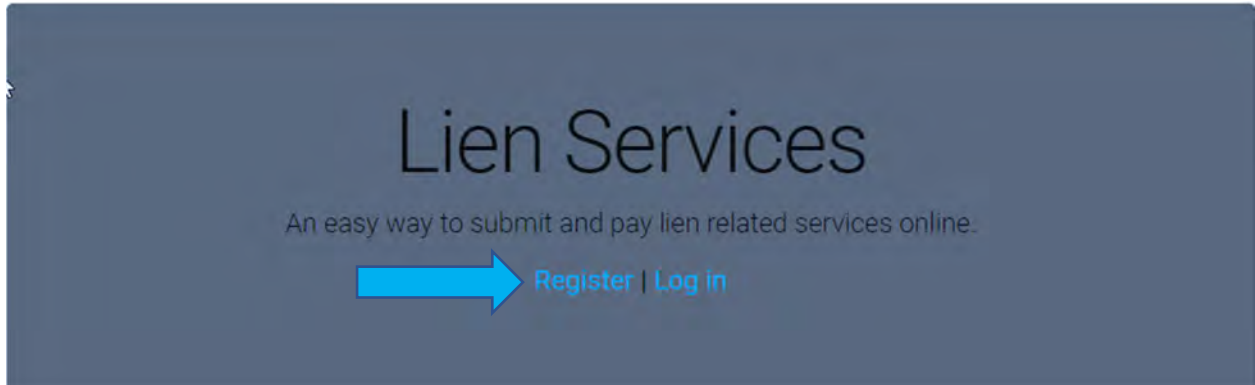 Lien Services
An easy way to submit and pay lien related services online.
Register | Log in